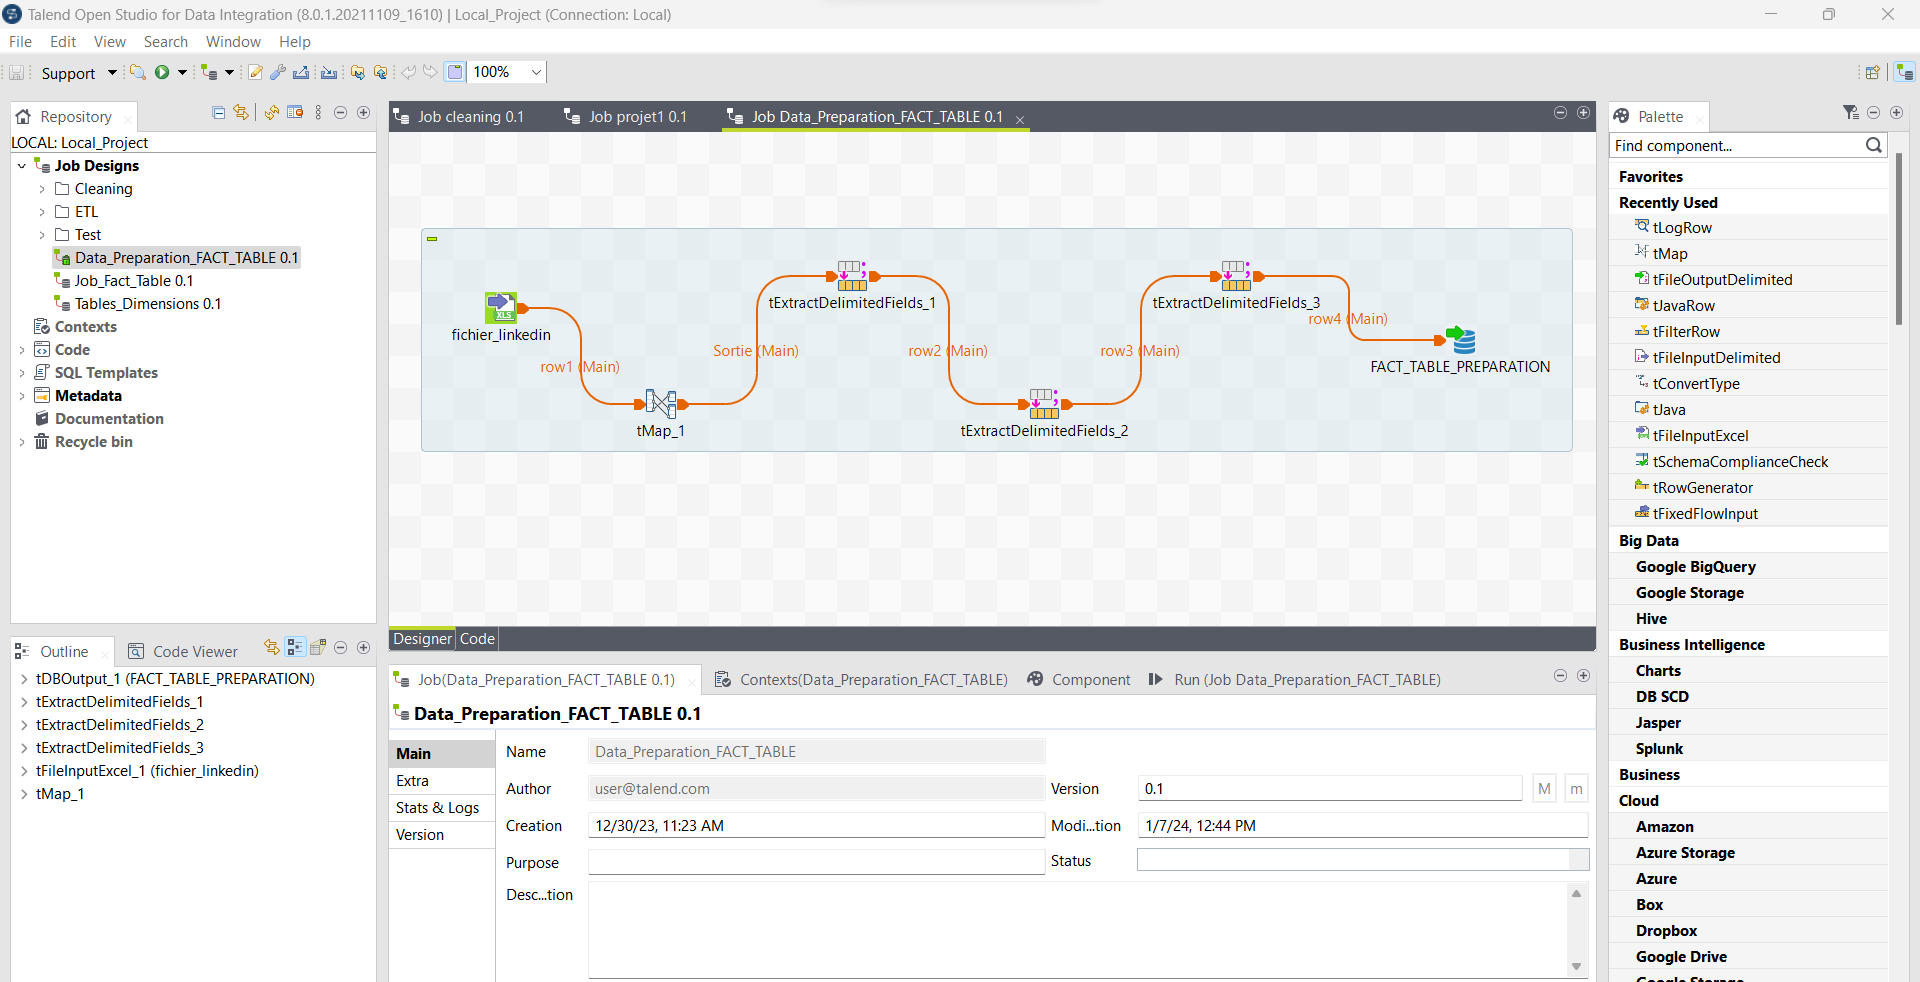 Talend Open Studio for Data Integration (8.0.1.20211109_1610) | Local_Project (Connection: Local)
File Edit View Search Window Help
Support 100%
Repository
LOCAL: Local_Project
Job Designs
Cleaning
ETL
Test
Data_Preparation_FACT_TABLE 0.1
Job_Fact_Table 0.1
Tables_Dimensions 0.1
Contexts
Code
SQL Templates
Metadata
Documentation
Recycle bin
Outline Code Viewer
tDBOutput_1 (FACT_TABLE_PREPARATION)
tExtractDelimitedFields_1
tExtractDelimitedFields_2
tExtractDelimitedFields_3
tFileInputExcel_1 (fichier_linkedin)
tMap_1
Job cleaning 0.1 Job projet1 0.1 Job Data_Preparation_FACT_TABLE 0.1
XLS
fichier_linkedin
row1 (Main)
tMap_1
Sortie (Main)
tExtractDelimitedFields_1
row2 (Main)
tExtractDelimitedFields_2
row3 (Main)
tExtractDelimitedFields_3
row4 (Main)
FACT_TABLE_PREPARATION
Designer Code
Job(Data_Preparation_FACT_TABLE 0.1) Contexts(Data_Preparation_FACT_TABLE) Component Run (Job Data_Preparation_FACT_TABLE)
Data_Preparation_FACT_TABLE 0.1
Main
Extra
Stats & Logs
Version
Name Data_Preparation_FACT_TABLE
Author user@talend.com Version 0.1 M m
Creation 12/30/23, 11:23 AM Modi...tion 1/7/24, 12:44 PM
Purpose Status
Desc...tion
Palette
Find component...
Favorites
Recently Used
tLogRow
tMap
tFileOutputDelimited
tJavaRow
tFilterRow
tFileInputDelimited
tConvertType
tJava
tFileInputExcel
tSchemaComplianceCheck
tRowGenerator
tFixedFlowInput
Big Data
Google BigQuery
Google Storage
Hive
Business Intelligence
Charts
DB SCD
Jasper
Splunk
Business
Cloud
Amazon
Azure Storage
Azure
Box
Dropbox
Google Drive
Google Storage